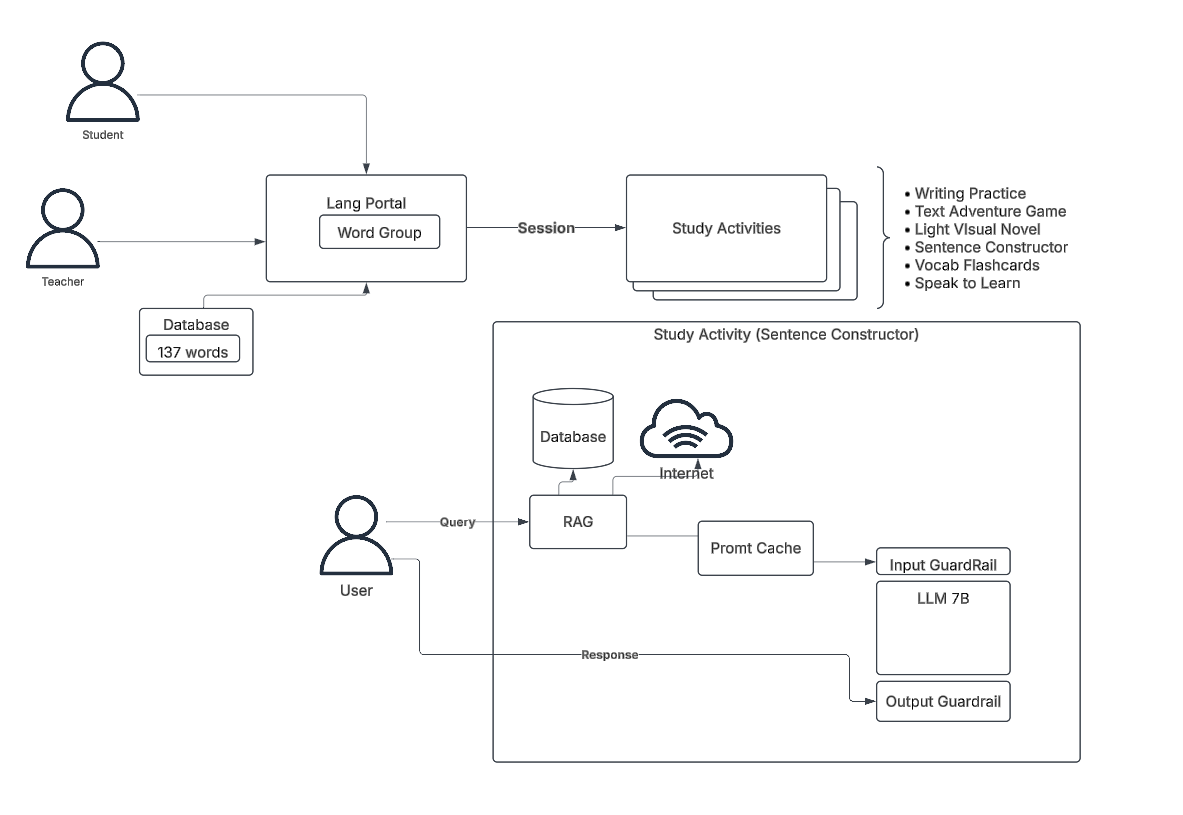 Student
Teacher
Lang Portal
Word Group
Database
137 words
Session
Study Activities
• Writing Practice
• Text Adventure Game
• Light VIsual Novel
• Sentence Constructor
• Vocab Flashcards
• Speak to Learn
Study Activity (Sentence Constructor)
Database
Internet
User
Query
RAG
Promt Cache
Input GuardRail
LLM 7B
Response
Output Guardrail